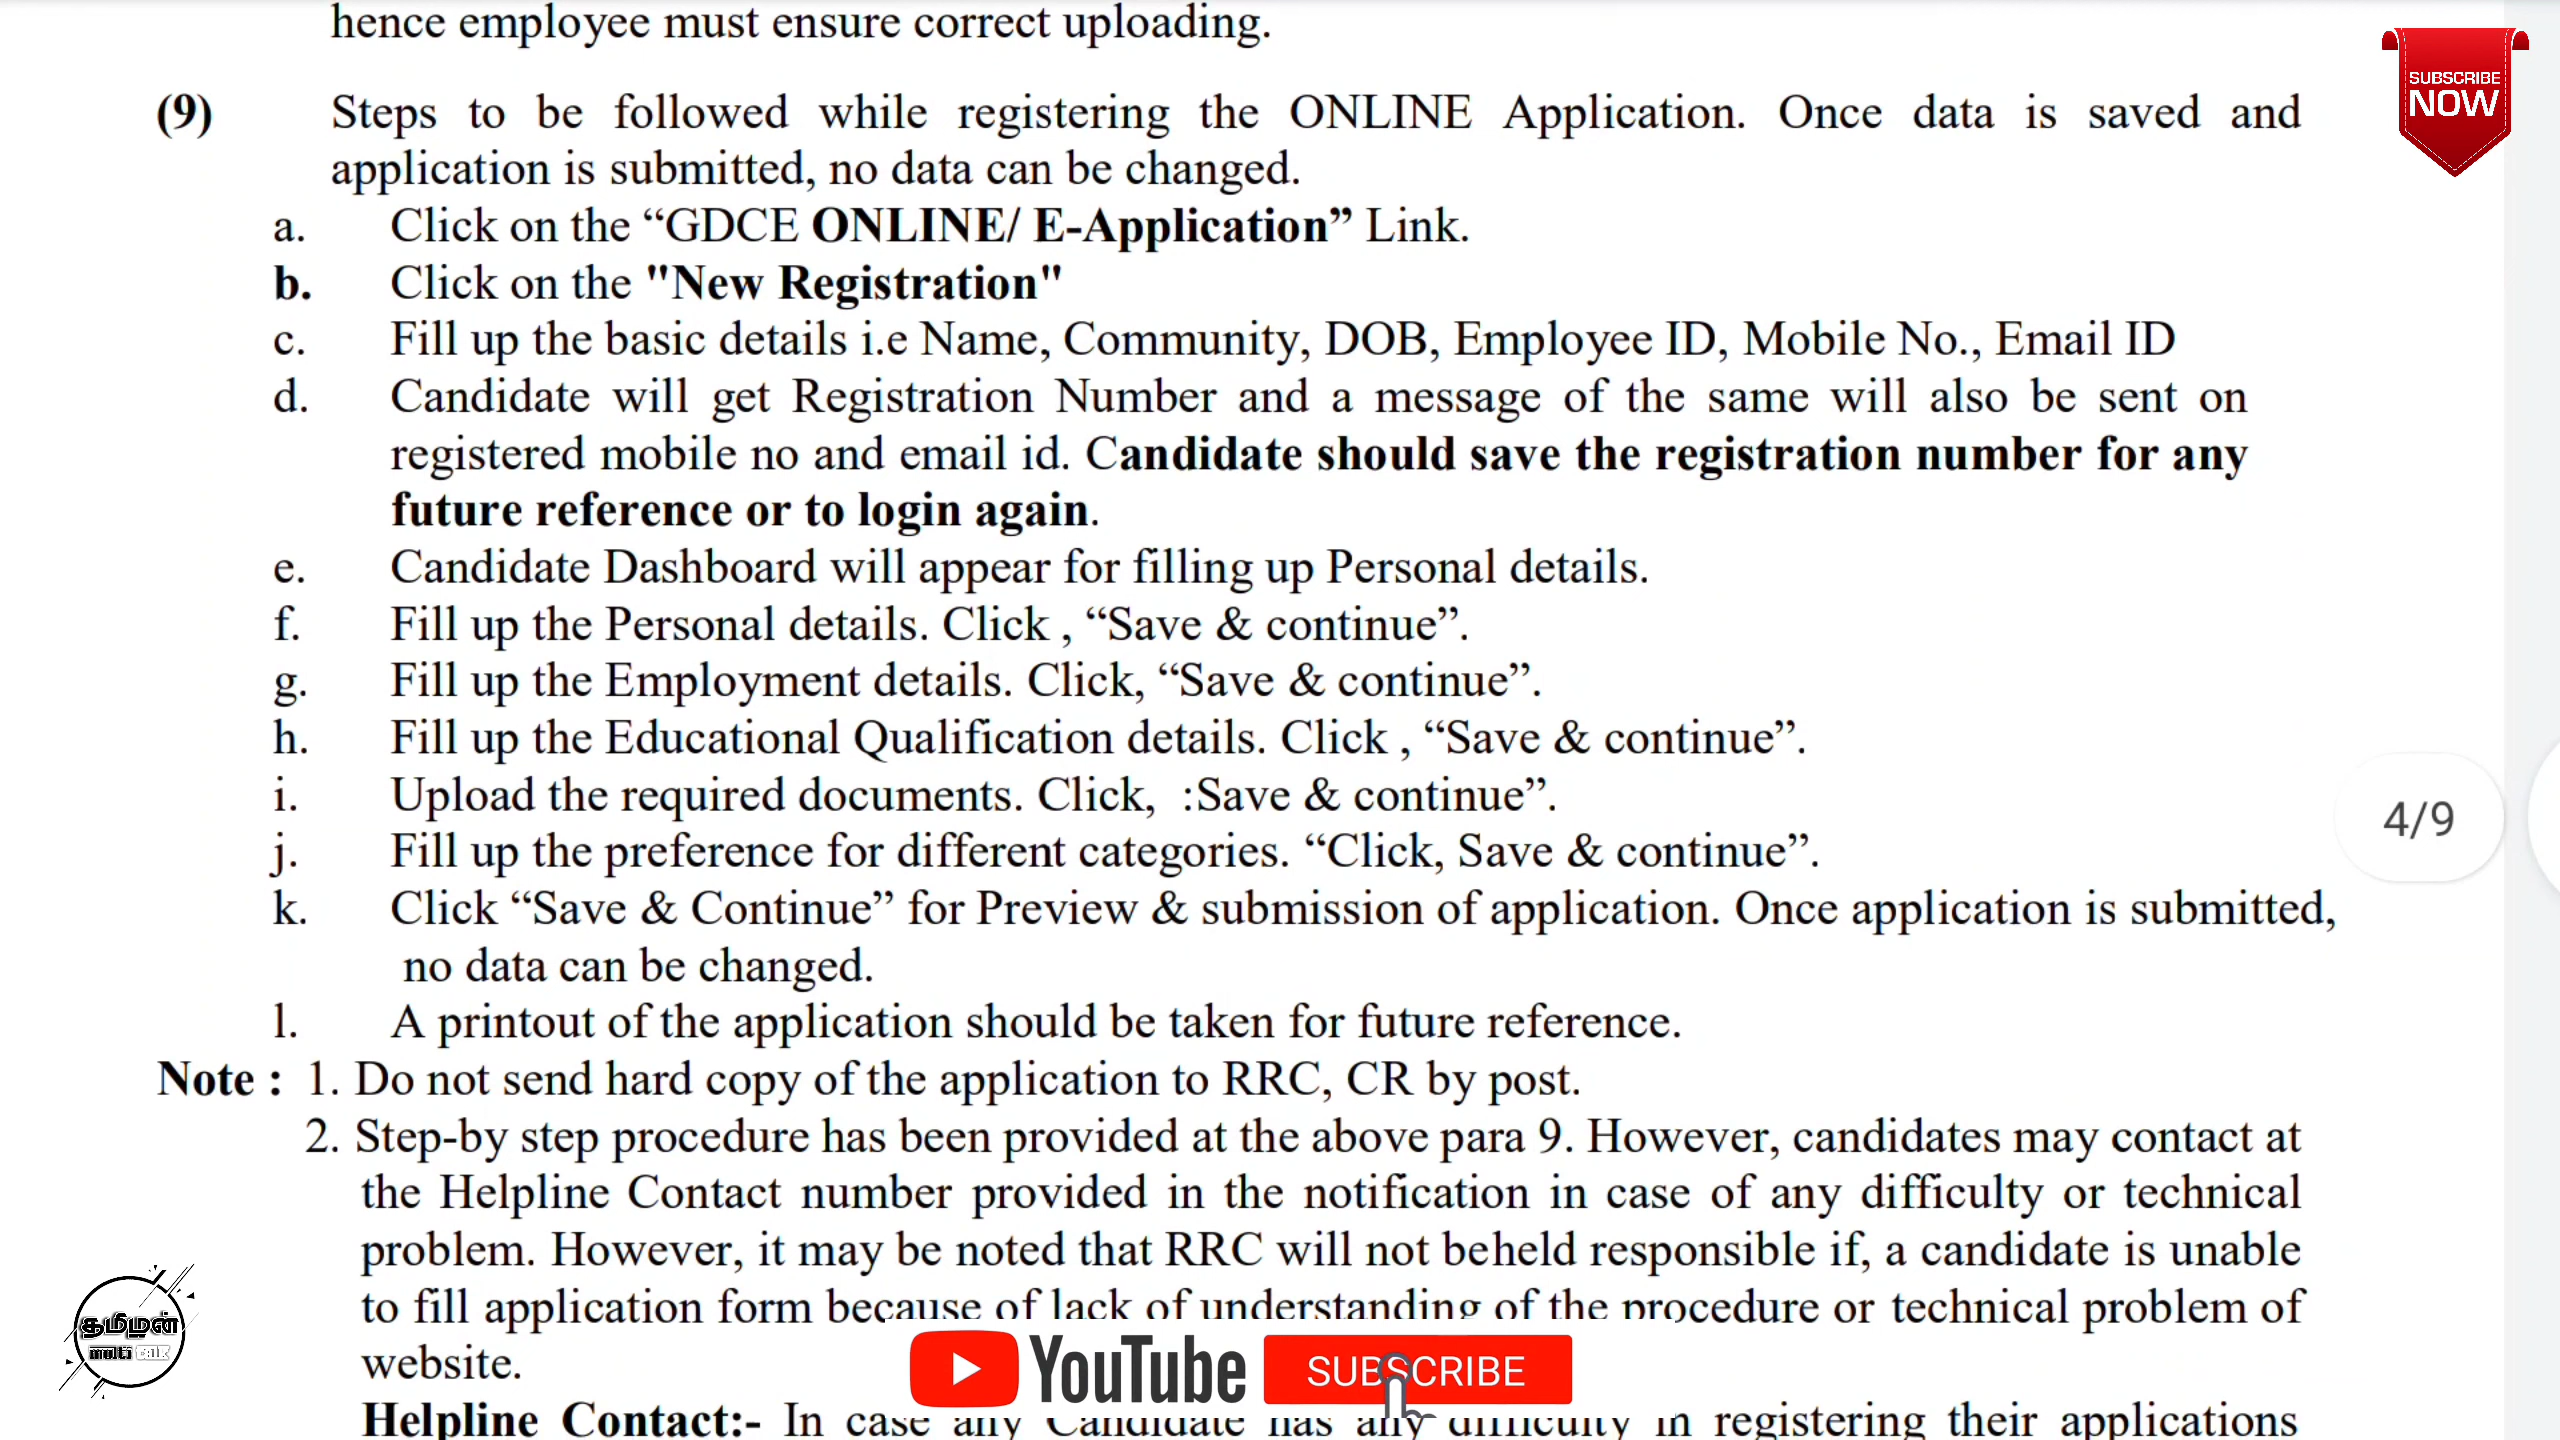 hence employee must ensure correct uploading.
SUBSCRIBE
NOW
(9) Steps to be followed while registering the ONLINE Application. Once data is saved and
application is submitted, no data can be changed.
a. Click on the “GDCE ONLINE/ E-Application” Link.
b. Click on the "New Registration"
c. Fill up the basic details i.e Name, Community, DOB, Employee ID, Mobile No., Email ID
d. Candidate will get Registration Number and a message of the same will also be sent on
registered mobile no and email id. Candidate should save the registration number for any
future reference or to login again.
e. Candidate Dashboard will appear for filling up Personal details.
f. Fill up the Personal details. Click , “Save & continue”.
g. Fill up the Employment details. Click, “Save & continue”.
h. Fill up the Educational Qualification details. Click , “Save & continue”.
i. Upload the required documents. Click, :Save & continue”.
j. Fill up the preference for different categories. “Click, Save & continue”.
4/9
k. Click “Save & Continue” for Preview & submission of application. Once application is submitted,
no data can be changed.
l. A printout of the application should be taken for future reference.
Note : 1. Do not send hard copy of the application to RRC, CR by post.
2. Step-by step procedure has been provided at the above para 9. However, candidates may contact at
the Helpline Contact number provided in the notification in case of any difficulty or technical
problem. However, it may be noted that RRC will not beheld responsible if, a candidate is unable
to fill application form because of lack of understanding of the procedure or technical problem of
website.
தமிழன்
multi talk
YouTube SUBSCRIBE
Helpline Contact:- In case any Candidate has any difficulty in registering their applications